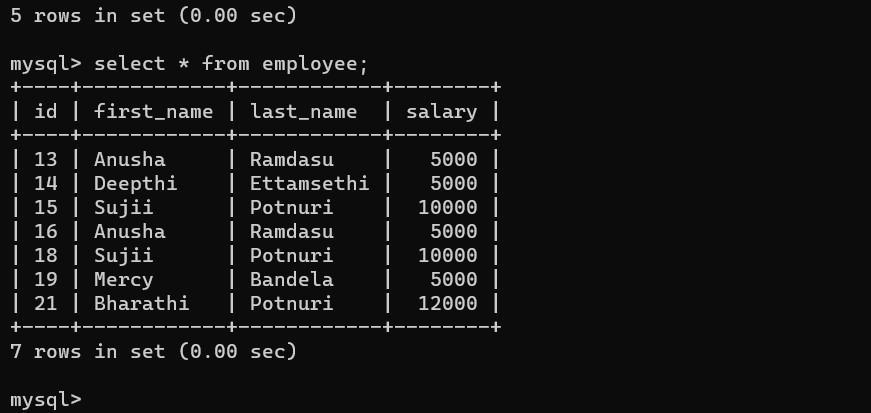 5 rows in set (0.00 sec)
mysql> select * from employee;
+----+------------+------------+--------+
| id | first_name | last_name  | salary |
+----+------------+------------+--------+
| 13 | Anusha     | Ramdasu    |   5000 |
| 14 | Deepthi    | Ettamsethi |   5000 |
| 15 | Sujii      | Potnuri    |  10000 |
| 16 | Anusha     | Ramdasu    |   5000 |
| 18 | Sujii      | Potnuri    |  10000 |
| 19 | Mercy      | Bandela    |   5000 |
| 21 | Bharathi   | Potnuri    |  12000 |
+----+------------+------------+--------+
7 rows in set (0.00 sec)
mysql>